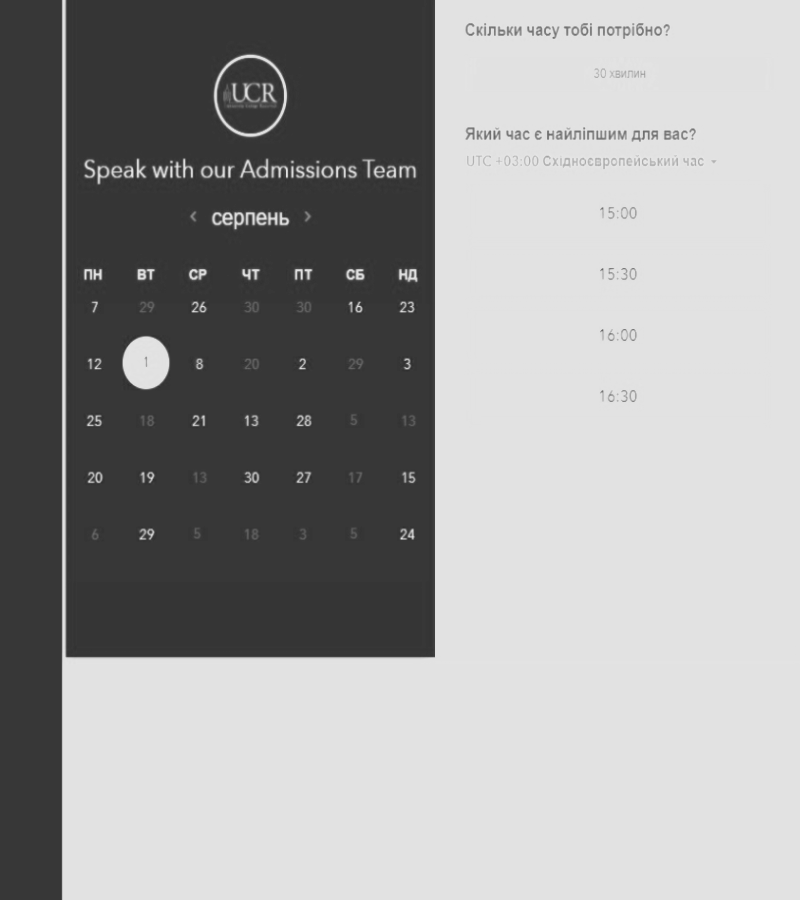 UCR
Speak with our Admissions Team
‹ серпень ›
ПН ВТ СР ЧТ ПТ СБ НД
7 29 26 30 30 16 23
12 1 8 20 2 29 3
25 18 21 13 28 5 13
20 19 13 30 27 17 15
6 29 5 18 3 5 24
Скільки часу тобі потрібно?
30 хвилин
Який час є найліпшим для вас?
UTC +03:00 Східноєвропейський час
15:00
15:30
16:00
16:30